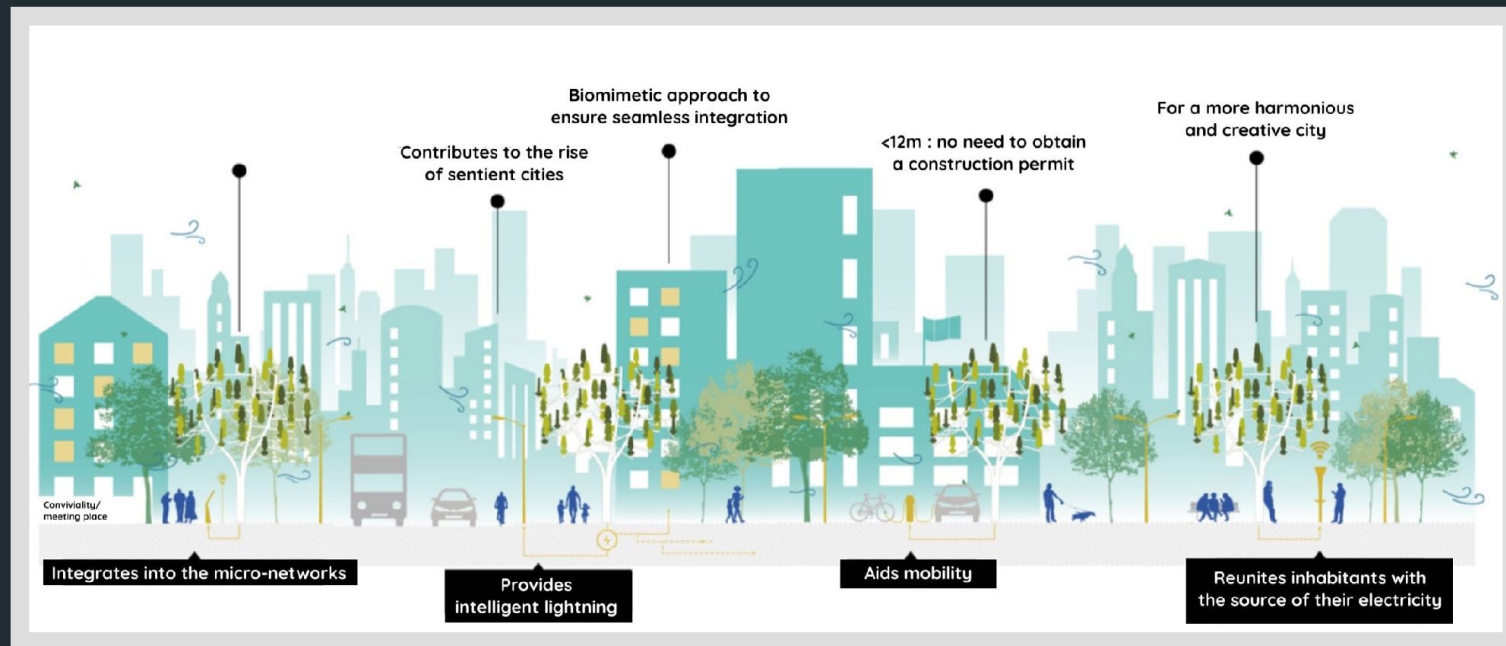 Biomimetic approach to
ensure seamless integration
Contributes to the rise
of sentient cities
<12m : no need to obtain
a construction permit
For a more harmonious
and creative city
Conviviality/
meeting place
Integrates into the micro-networks
Provides
intelligent lightning
Aids mobility
Reunites inhabitants with
the source of their electricity